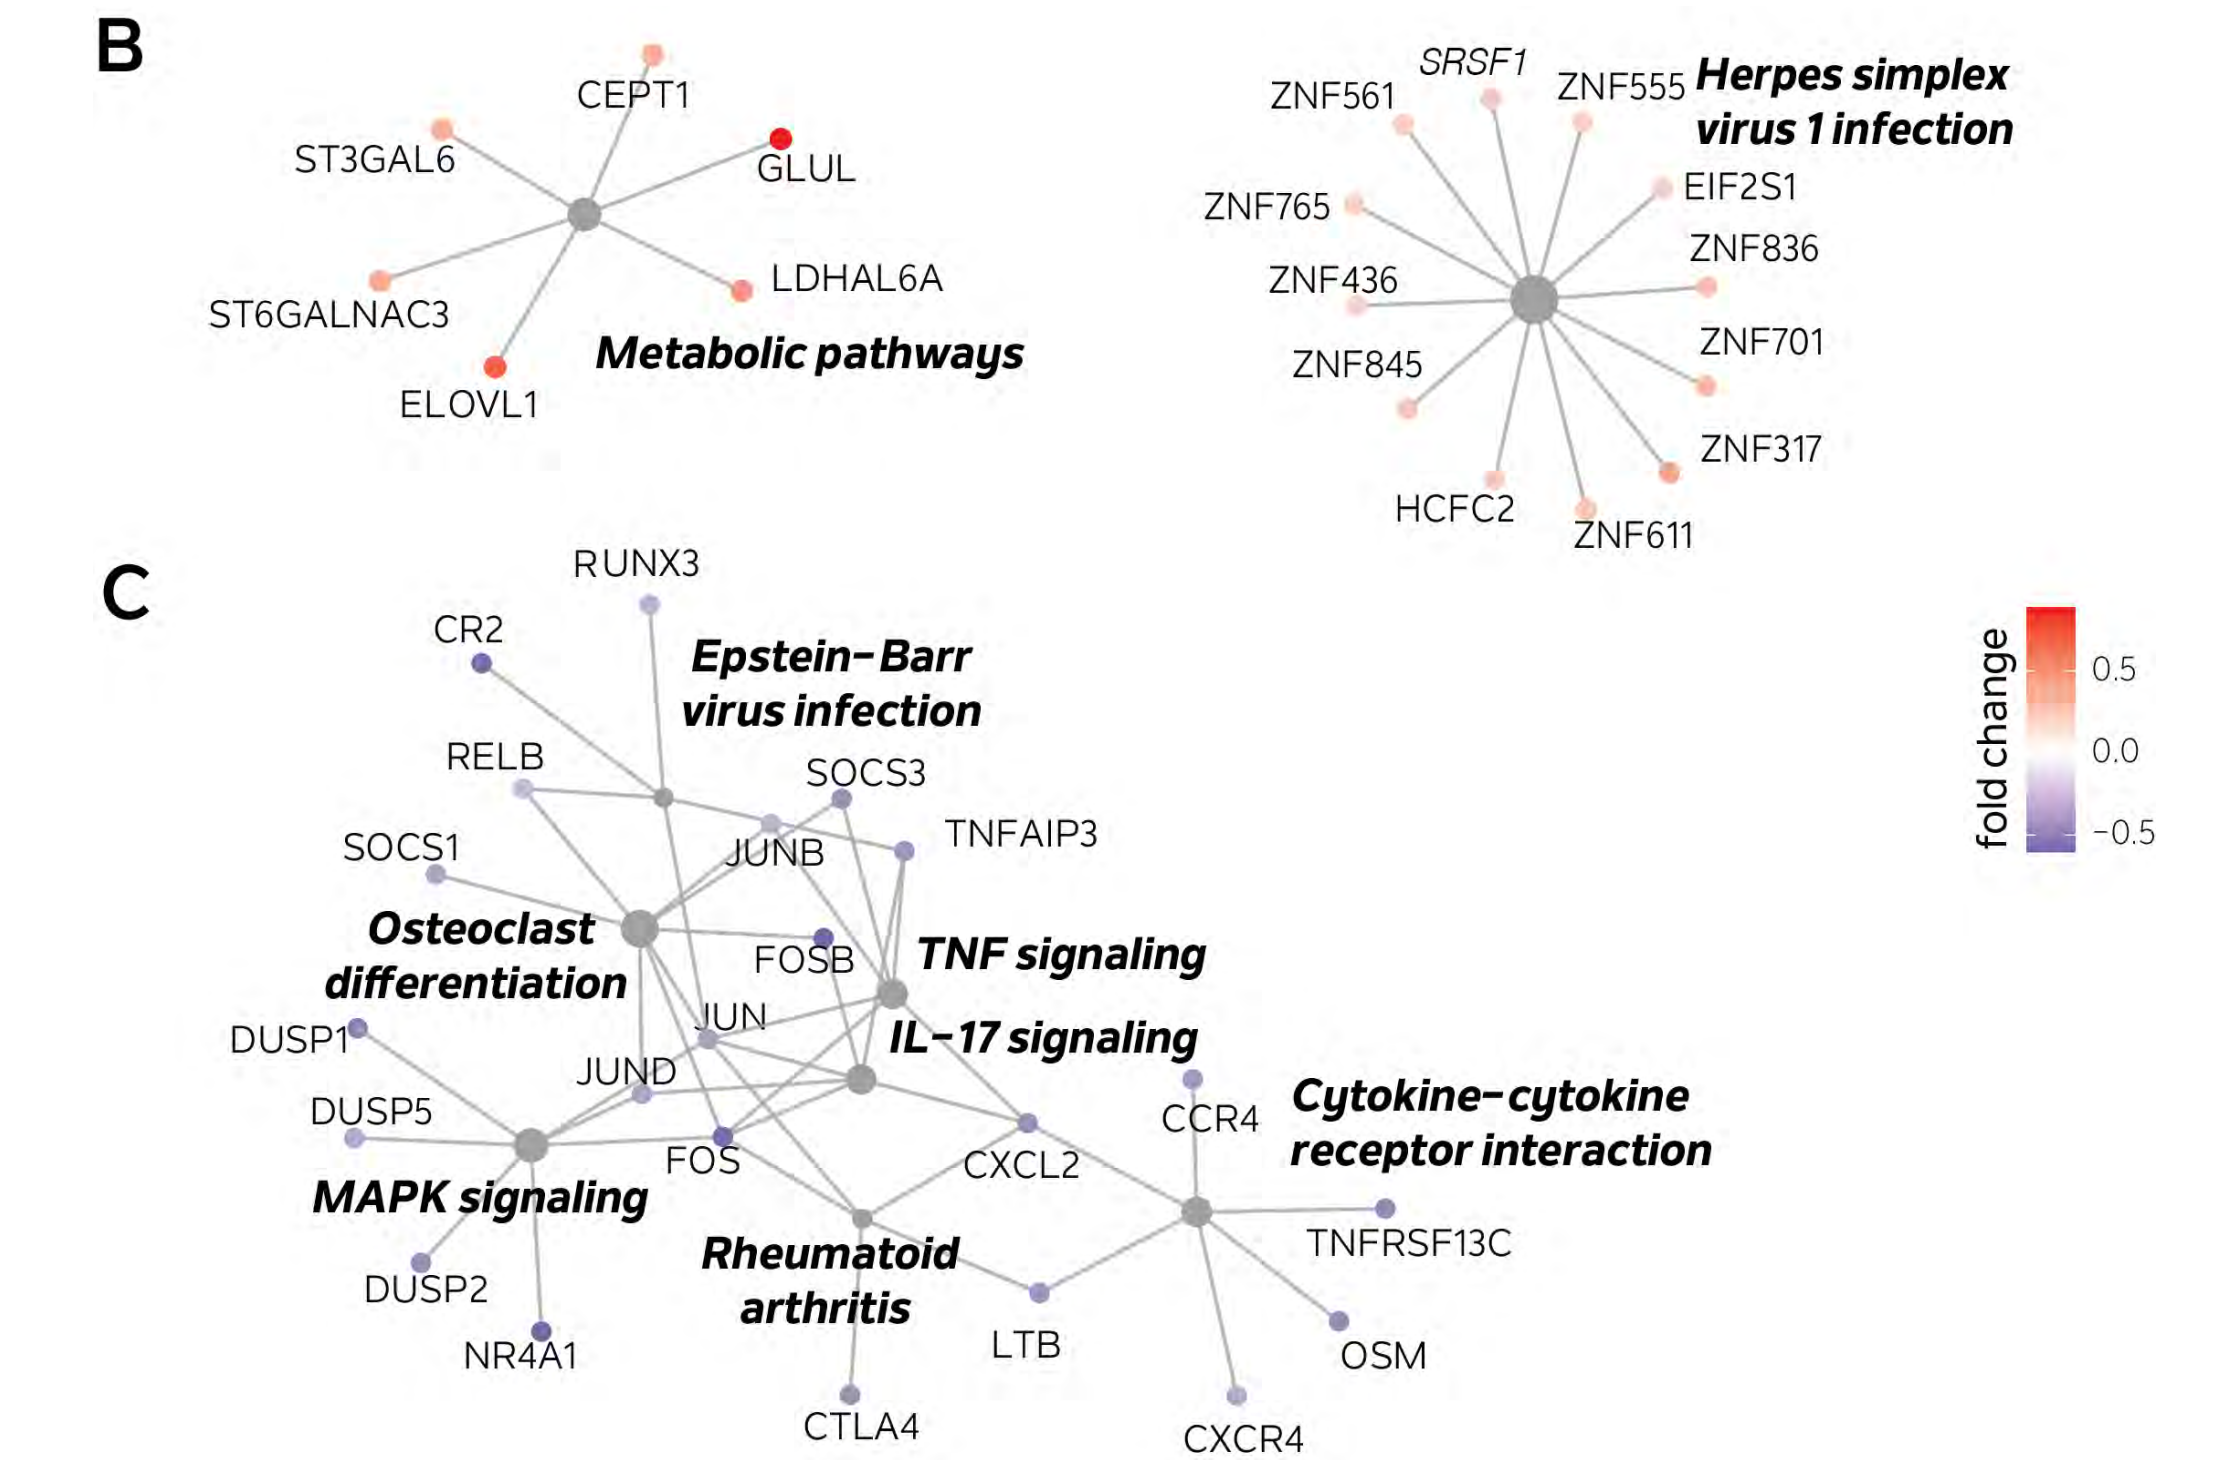 B
CEPT1
ST3GAL6
GLUL
ST6GALNAC3
LDHAL6A
ELOVL1
Metabolic pathways
SRSF1
ZNF561
ZNF555
Herpes simplex
virus 1 infection
ZNF765
EIF2S1
ZNF436
ZNF836
ZNF845
ZNF701
ZNF317
HCFC2
ZNF611
C
RUNX3
CR2
Epstein-Barr
virus infection
RELB
SOCS3
SOCS1
JUNB
TNFAIP3
Osteoclast
differentiation
FOSB
TNF signaling
JUN
IL-17 signaling
DUSP1
JUND
DUSP5
FOS
MAPK signaling
CXCL2
CCR4
Cytokine-cytokine
receptor interaction
TNFRSF13C
Rheumatoid
arthritis
DUSP2
NR4A1
LTB
OSM
CTLA4
CXCR4
fold change
0.5
0.0
-0.5